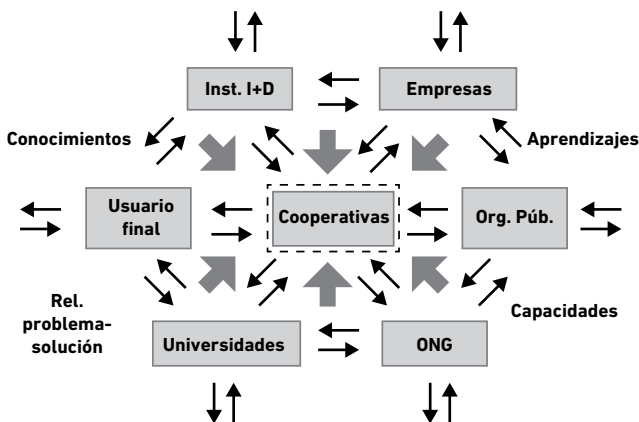 Inst. I+D
Empresas
Conocimientos
Aprendizajes
Usuario
final
Cooperativas
Org. Púb.
Rel.
problema-
solución
Capacidades
Universidades
ONG